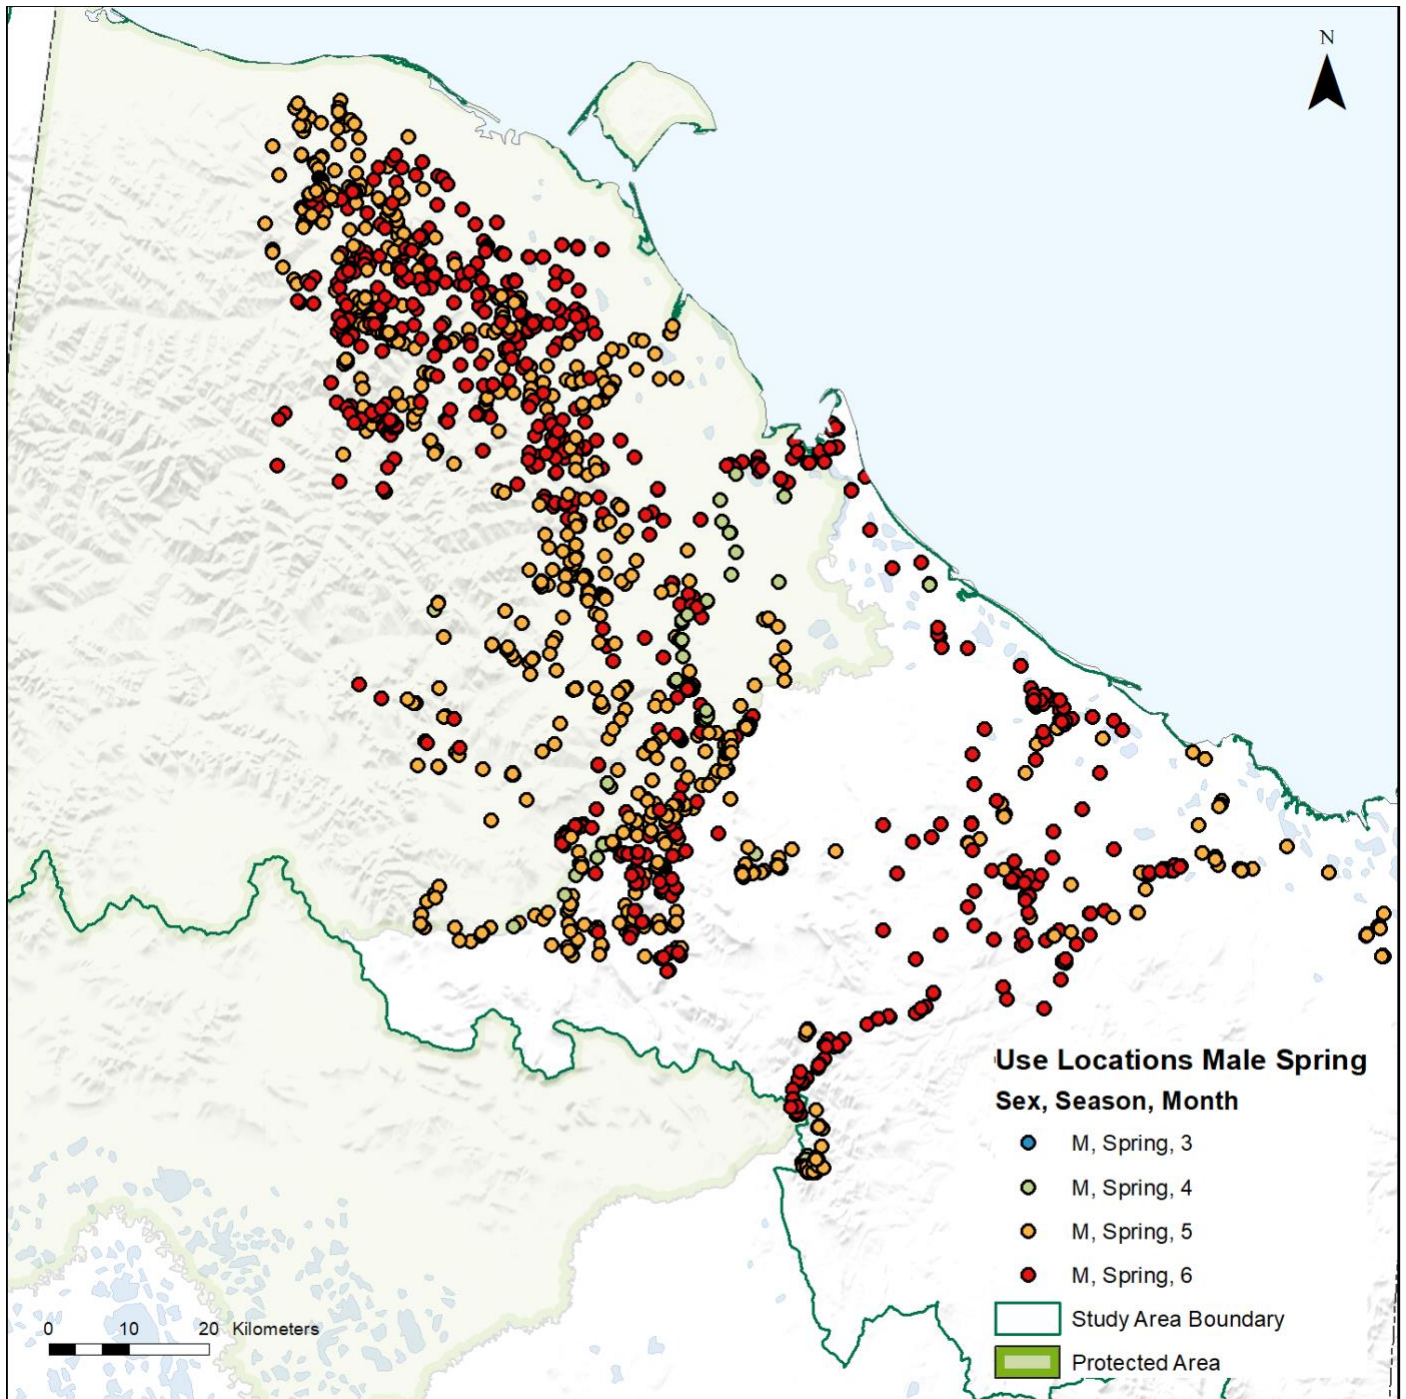 N
Use Locations Male Spring
Sex, Season, Month
M, Spring, 3
M, Spring, 4
M, Spring, 5
M, Spring, 6
Study Area Boundary
Protected Area
0 10 20 Kilometers